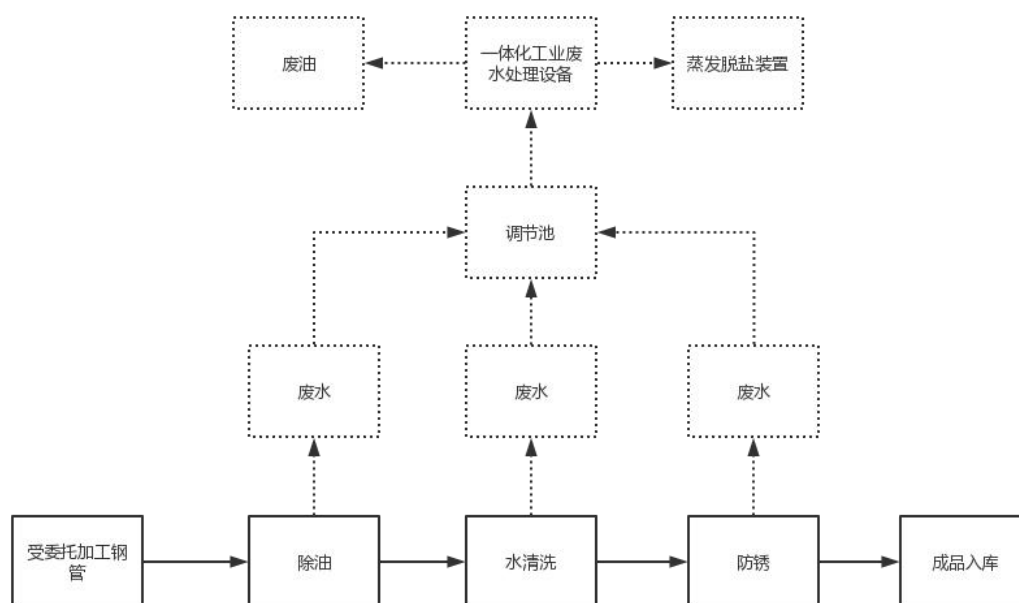 废油
一体化工业废
水处理设备
蒸发脱盐装置
调节池
废水
废水
废水
受委托加工钢
管
除油
水清洗
防锈
成品入库